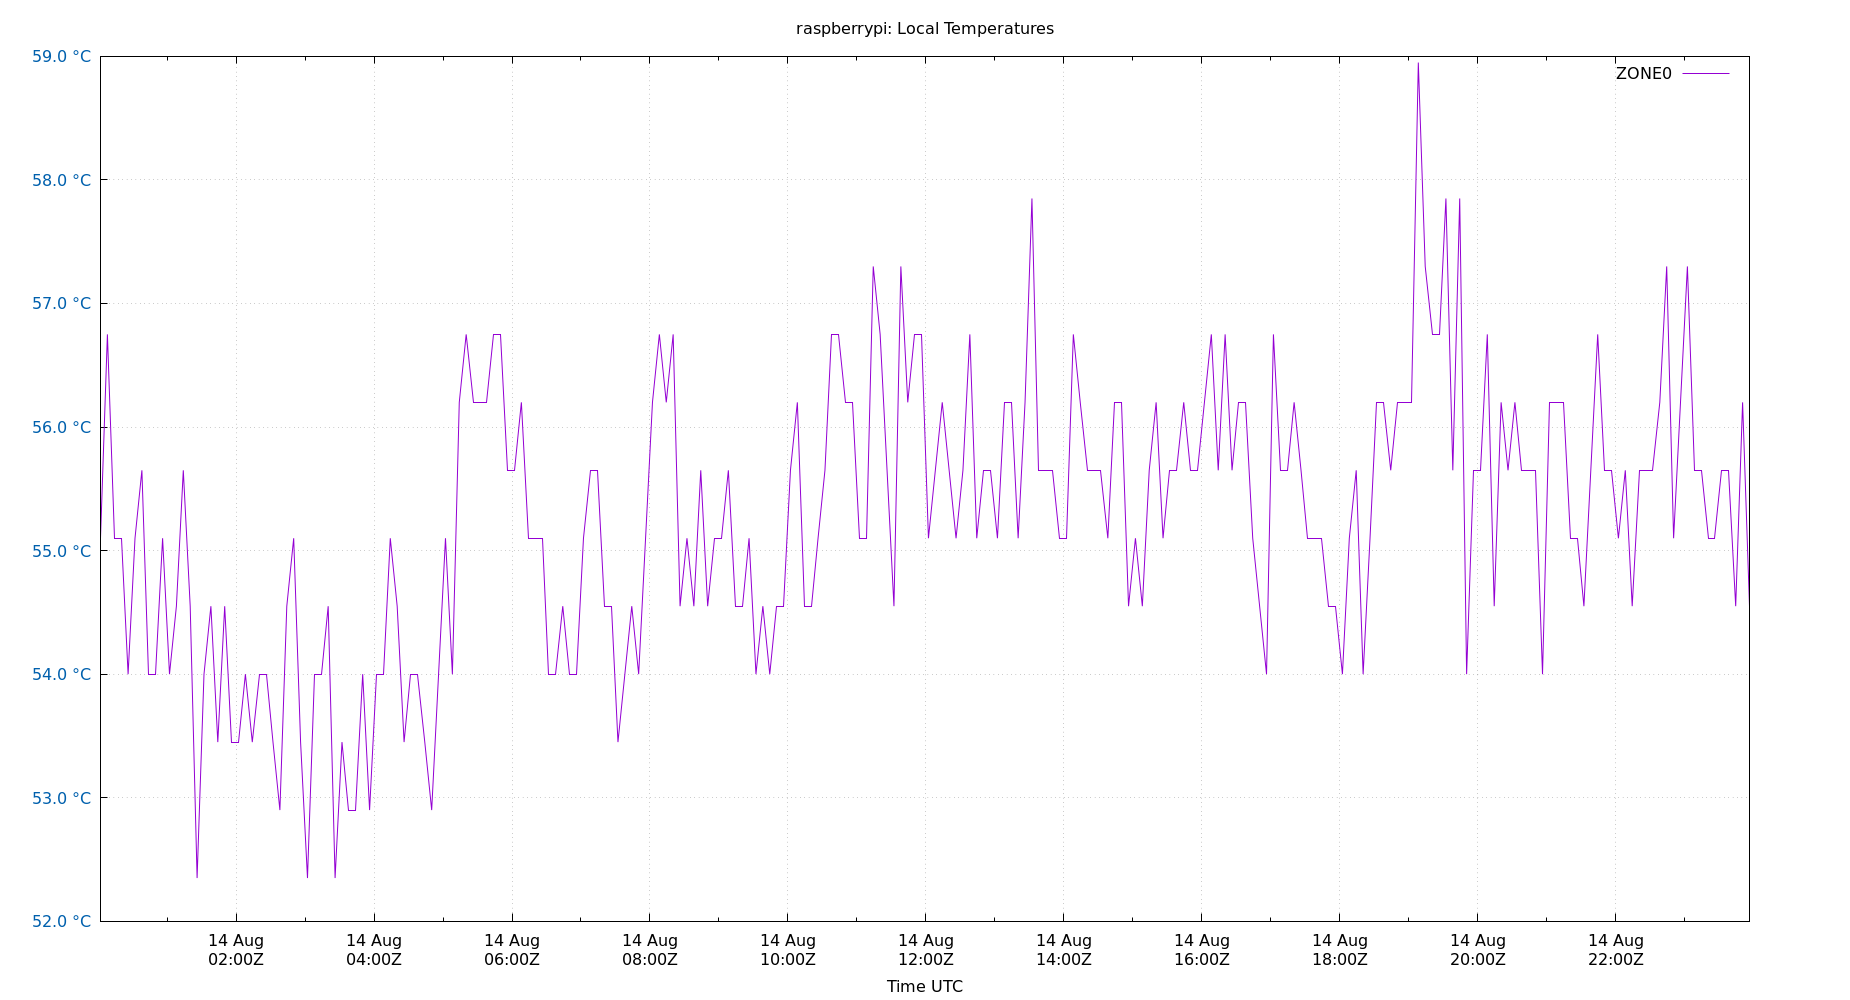 raspberrypi: Local Temperatures
59.0 °C
ZONE0
58.0 °C
57.0 °C
56.0 °C
55.0 °C
54.0 °C
53.0 °C
52.0 °C
14 Aug 14 Aug 14 Aug 14 Aug 14 Aug 14 Aug 14 Aug 14 Aug 14 Aug 14 Aug 14 Aug
02:00Z 04:00Z 06:00Z 08:00Z 10:00Z 12:00Z 14:00Z 16:00Z 18:00Z 20:00Z 22:00Z
Time UTC